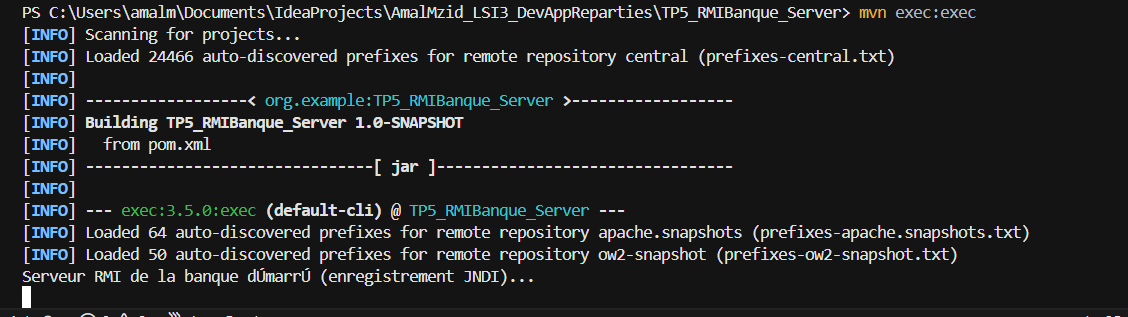 PS C:\Users\amalm\Documents\IdeaProjects\AmalMzid_LSI3_DevAppReparties\TP5_RMIBanque_Server> mvn exec:exec
[INFO] Scanning for projects...
[INFO] Loaded 24466 auto-discovered prefixes for remote repository central (prefixes-central.txt)
[INFO]
[INFO] ------------------< org.example:TP5_RMIBanque_Server >------------------
[INFO] Building TP5_RMIBanque_Server 1.0-SNAPSHOT
[INFO]   from pom.xml
[INFO] --------------------------------[ jar ]---------------------------------
[INFO]
[INFO] --- exec:3.5.0:exec (default-cli) @ TP5_RMIBanque_Server ---
[INFO] Loaded 64 auto-discovered prefixes for remote repository apache.snapshots (prefixes-apache.snapshots.txt)
[INFO] Loaded 50 auto-discovered prefixes for remote repository ow2-snapshot (prefixes-ow2-snapshot.txt)
Serveur RMI de la banque dÚmarrÚ (enregistrement JNDI)...